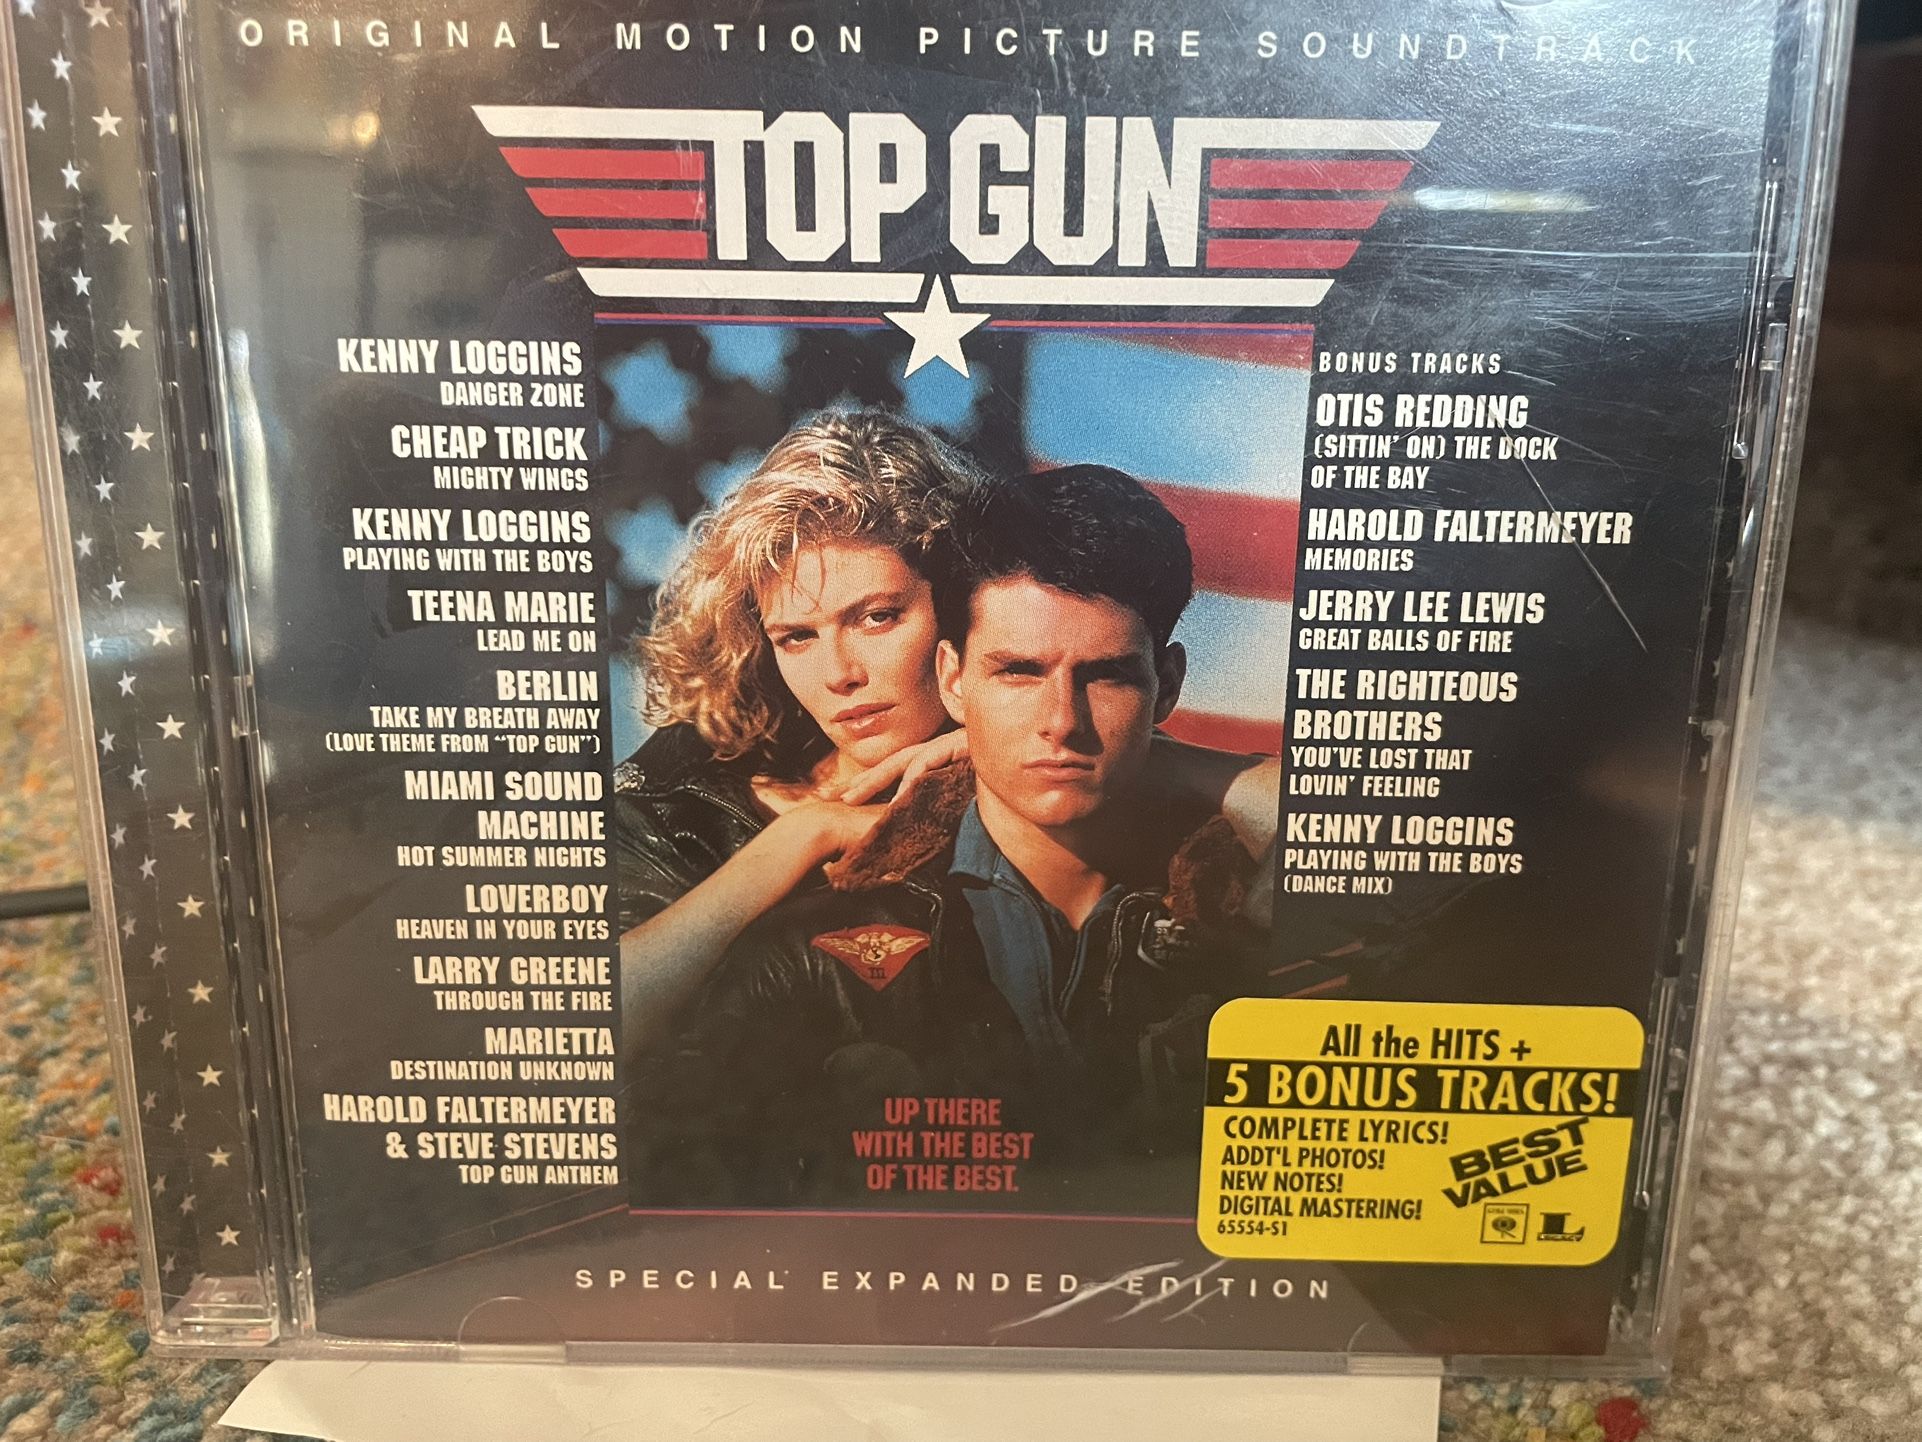 ORIGINAL MOTION PICTURE SOUNDTRACK
TOP GUN
KENNY LOGGINS
DANGER ZONE
CHEAP TRICK
MIGHTY WINGS
KENNY LOGGINS
PLAYING WITH THE BOYS
TEENA MARIE
LEAD ME ON
BERLIN
TAKE MY BREATH AWAY
(LOVE THEME FROM “TOP GUN”)
MIAMI SOUND
MACHINE
HOT SUMMER NIGHTS
LOVERBOY
HEAVEN IN YOUR EYES
LARRY GREENE
THROUGH THE FIRE
MARIETTA
DESTINATION UNKNOWN
HAROLD FALTERMEYER
& STEVE STEVENS
TOP GUN ANTHEM
BONUS TRACKS
OTIS REDDING
(SITTIN' ON) THE DOCK
OF THE BAY
HAROLD FALTERMEYER
MEMORIES
JERRY LEE LEWIS
GREAT BALLS OF FIRE
THE RIGHTEOUS
BROTHERS
YOU'VE LOST THAT
LOVIN' FEELING
KENNY LOGGINS
PLAYING WITH THE BOYS
(DANCE MIX)
UP THERE
WITH THE BEST
OF THE BEST.
All the HITS +
5 BONUS TRACKS!
COMPLETE LYRICS!
ADDT'L PHOTOS!
NEW NOTES!
DIGITAL MASTERING!
65554-S1
BEST
VALUE
LEGACY
SPECIAL EXPANDED EDITION